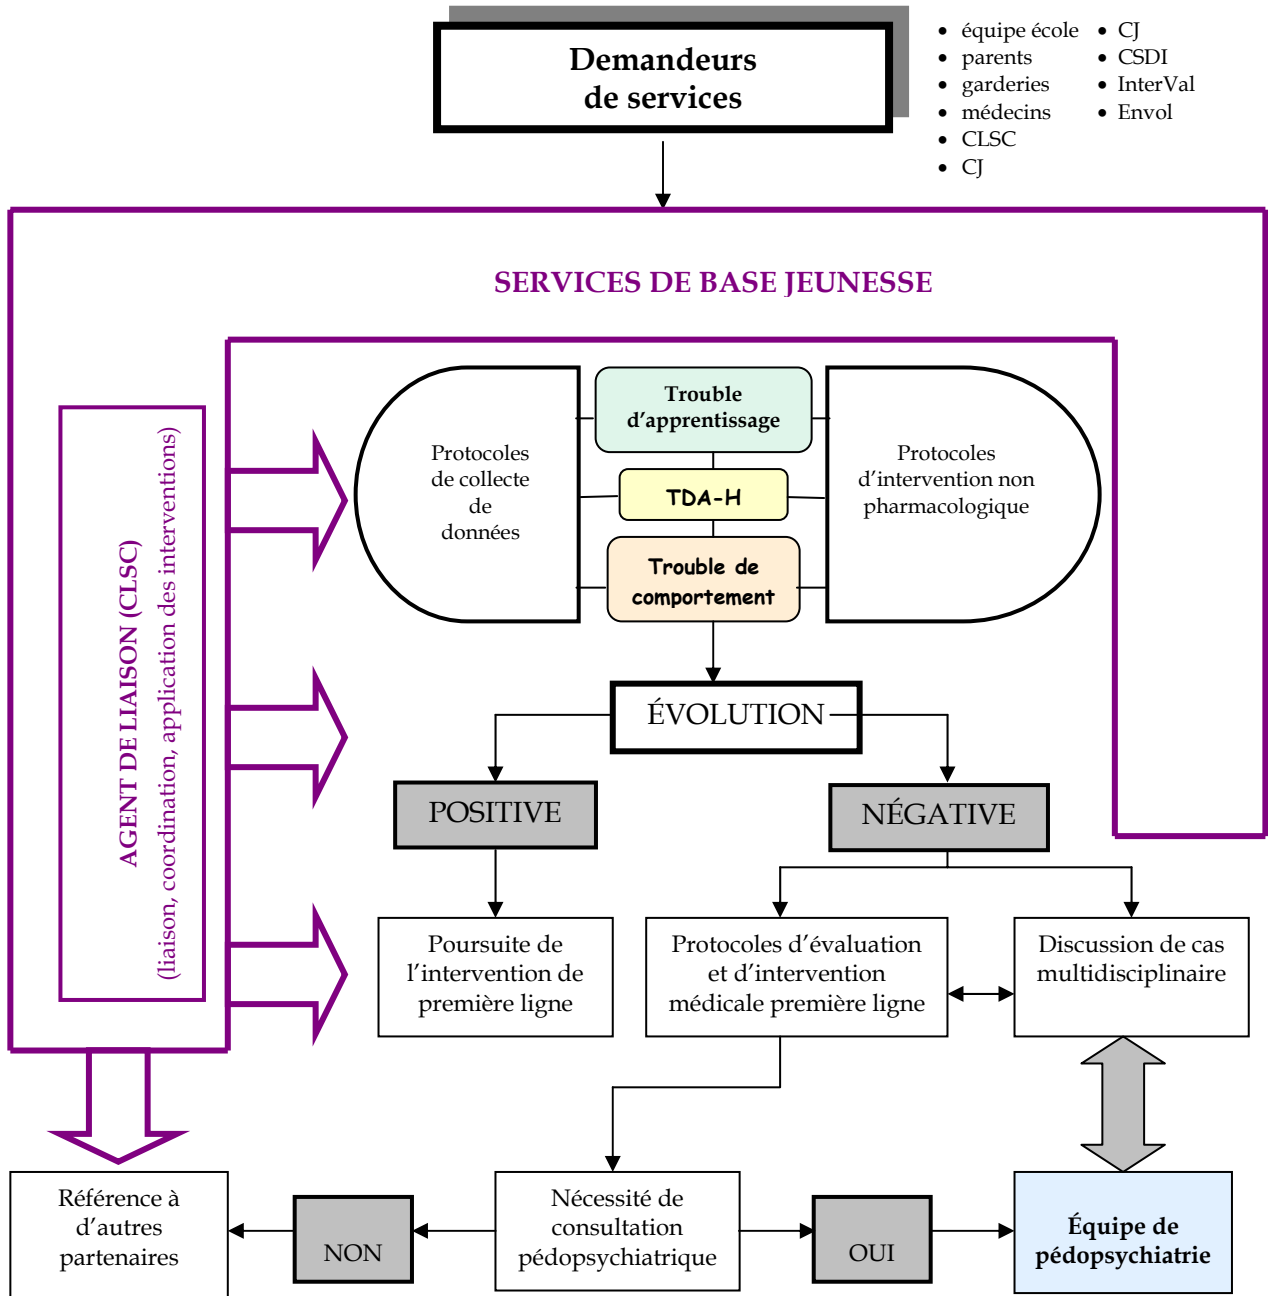 Demandeurs
de services
• équipe école
• parents
• garderies
• médecins
• CLSC
• CJ
• CJ
• CSDI
• InterVal
• Envol
SERVICES DE BASE JEUNESSE
AGENT DE LIAISON (CLSC)
(liaison, coordination, application des interventions)
Protocoles
de collecte
de
données
Trouble
d’apprentissage
TDA-H
Trouble de
comportement
Protocoles
d’intervention non
pharmacologique
ÉVOLUTION
POSITIVE
NÉGATIVE
Poursuite de
l’intervention de
première ligne
Protocoles d’évaluation
et d’intervention
médicale première ligne
Discussion de cas
multidisciplinaire
Référence à
d’autres
partenaires
NON
Nécessité de
consultation
pédopsychiatrique
OUI
Équipe de
pédopsychiatrie